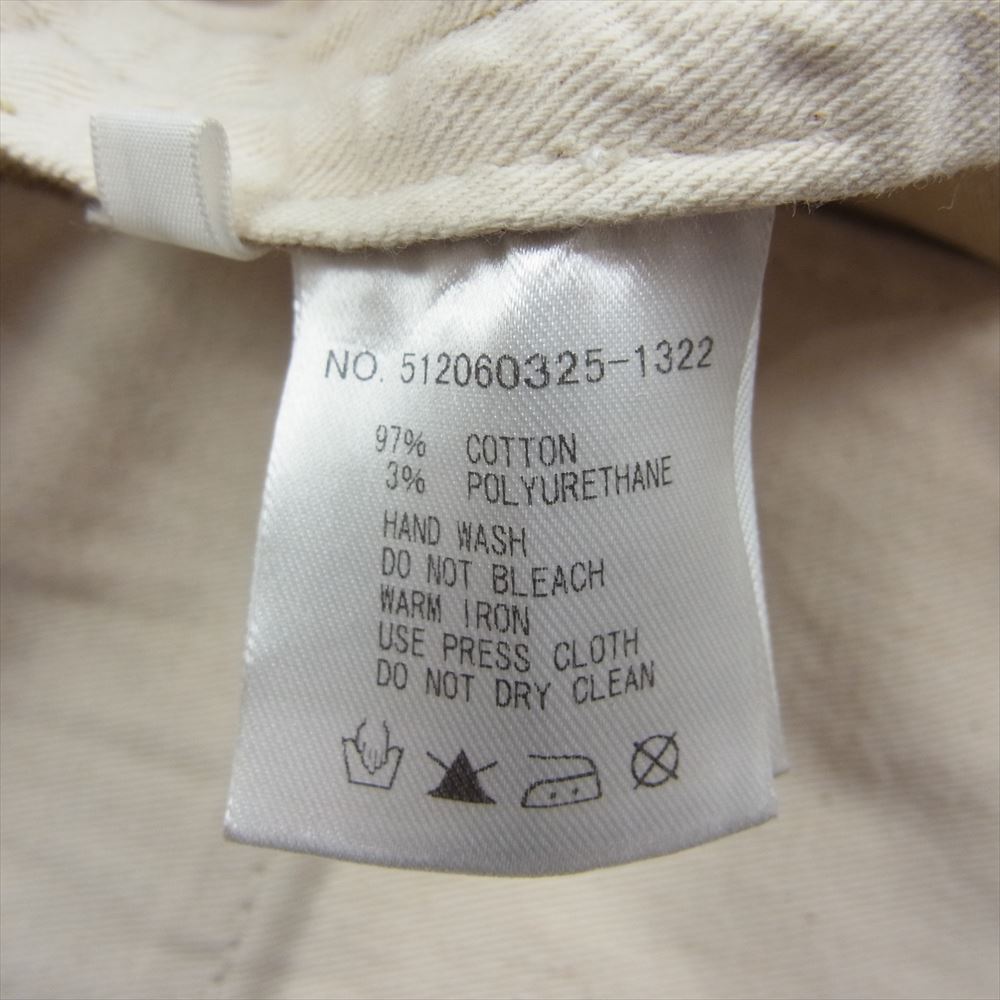 NO. 512060325-1322
97% COTTON
3% POLYURETHANE
HAND WASH
DO NOT BLEACH
WARM IRON
USE PRESS CLOTH
DO NOT DRY CLEAN